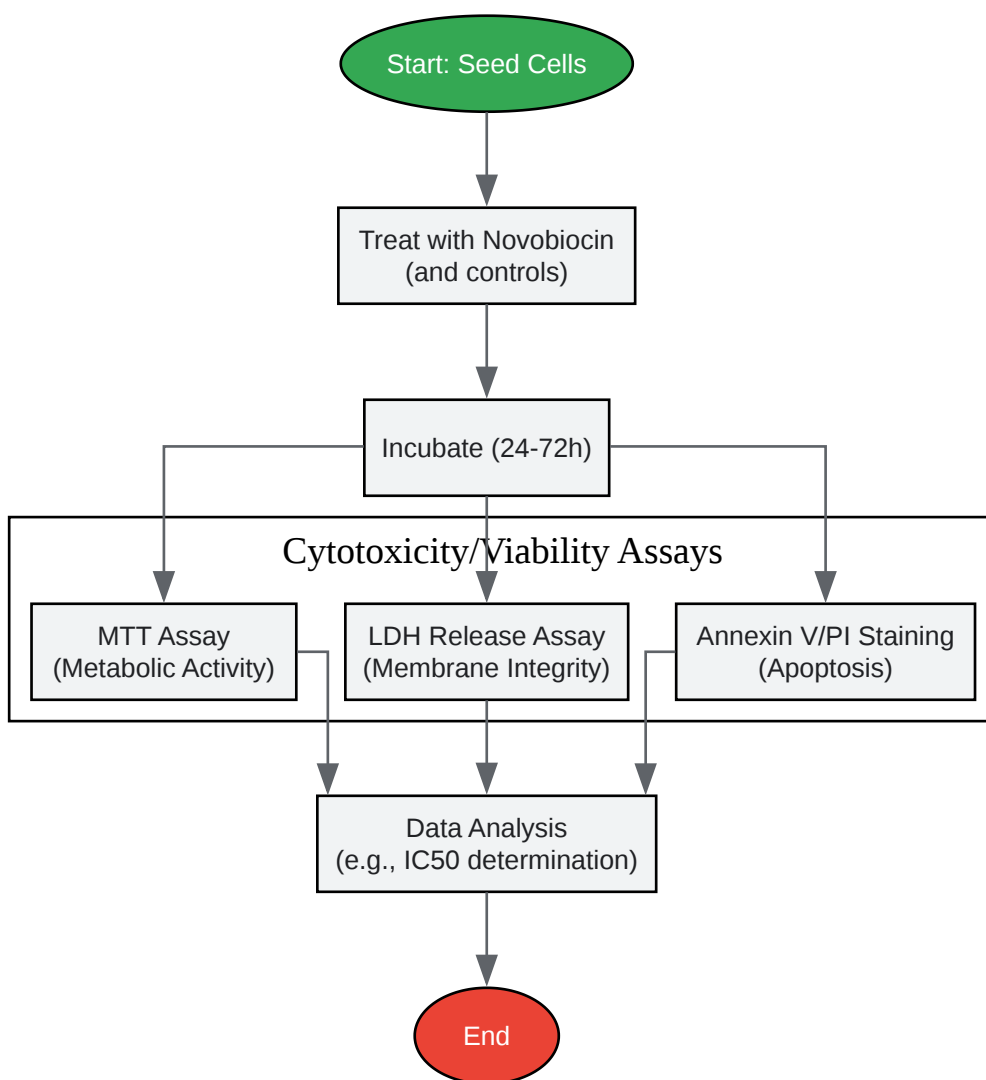 Start: Seed Cells
Treat with Novobiocin
(and controls)
Incubate (24-72h)
Cytotoxicity/Viability Assays
MTT Assay
(Metabolic Activity)
LDH Release Assay
(Membrane Integrity)
Annexin V/PI Staining
(Apoptosis)
Data Analysis
(e.g., IC50 determination)
End